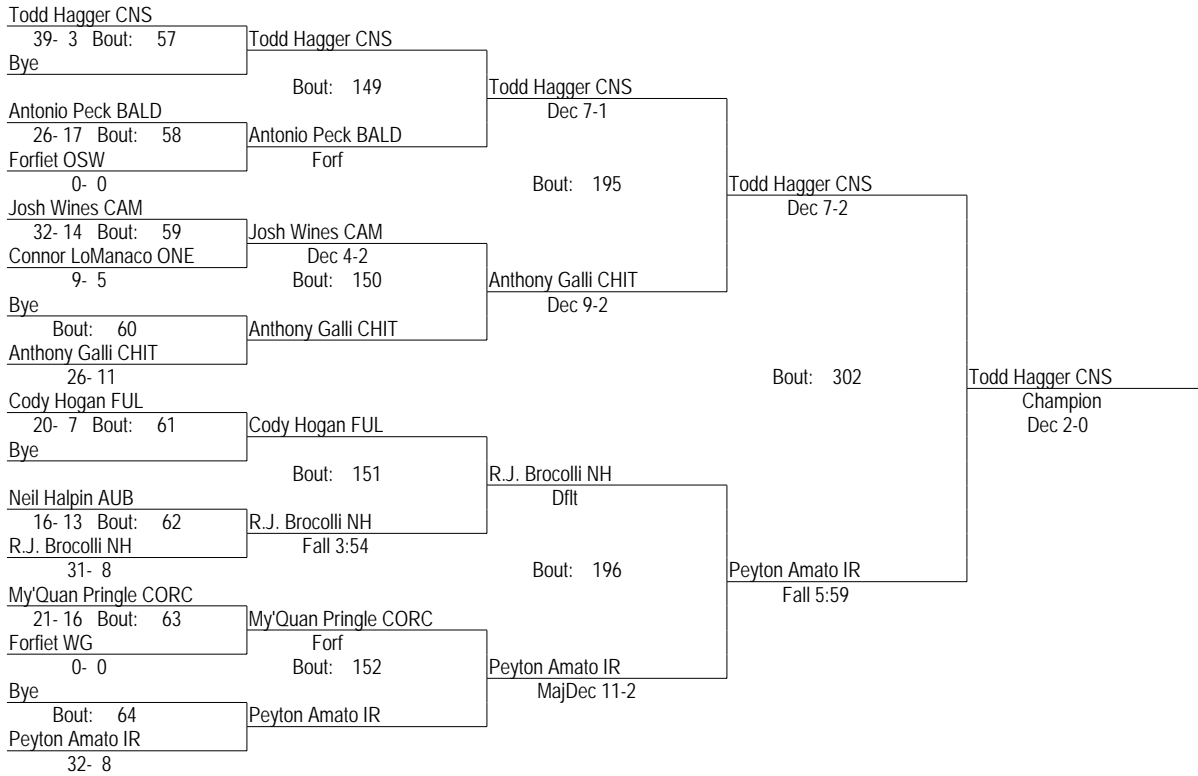 Todd Hagger CNS
39- 3 Bout: 57 Todd Hagger CNS
Bye
Bout: 149 Todd Hagger CNS
Antonio Peck BALD Dec 7-1
26- 17 Bout: 58 Antonio Peck BALD
Forfiet OSW Forf
0- 0 Bout: 195 Todd Hagger CNS
Josh Wines CAM Dec 7-2
32- 14 Bout: 59 Josh Wines CAM
Connor LoManaco ONE Dec 4-2
9- 5 Bout: 150 Anthony Galli CHIT
Bye Dec 9-2
Bout: 60 Anthony Galli CHIT
Anthony Galli CHIT
26- 11 Bout: 302 Todd Hagger CNS
Cody Hogan FUL Champion
20- 7 Bout: 61 Cody Hogan FUL Dec 2-0
Bye
Bout: 151 R.J. Brocolli NH
Neil Halpin AUB Dflt
16- 13 Bout: 62 R.J. Brocolli NH
R.J. Brocolli NH Fall 3:54
31- 8 Bout: 196 Peyton Amato IR
My'Quan Pringle CORC Fall 5:59
21- 16 Bout: 63 My'Quan Pringle CORC
Forfiet WG Forf
0- 0 Bout: 152 Peyton Amato IR
Bye MajDec 11-2
Bout: 64 Peyton Amato IR
Peyton Amato IR
32- 8